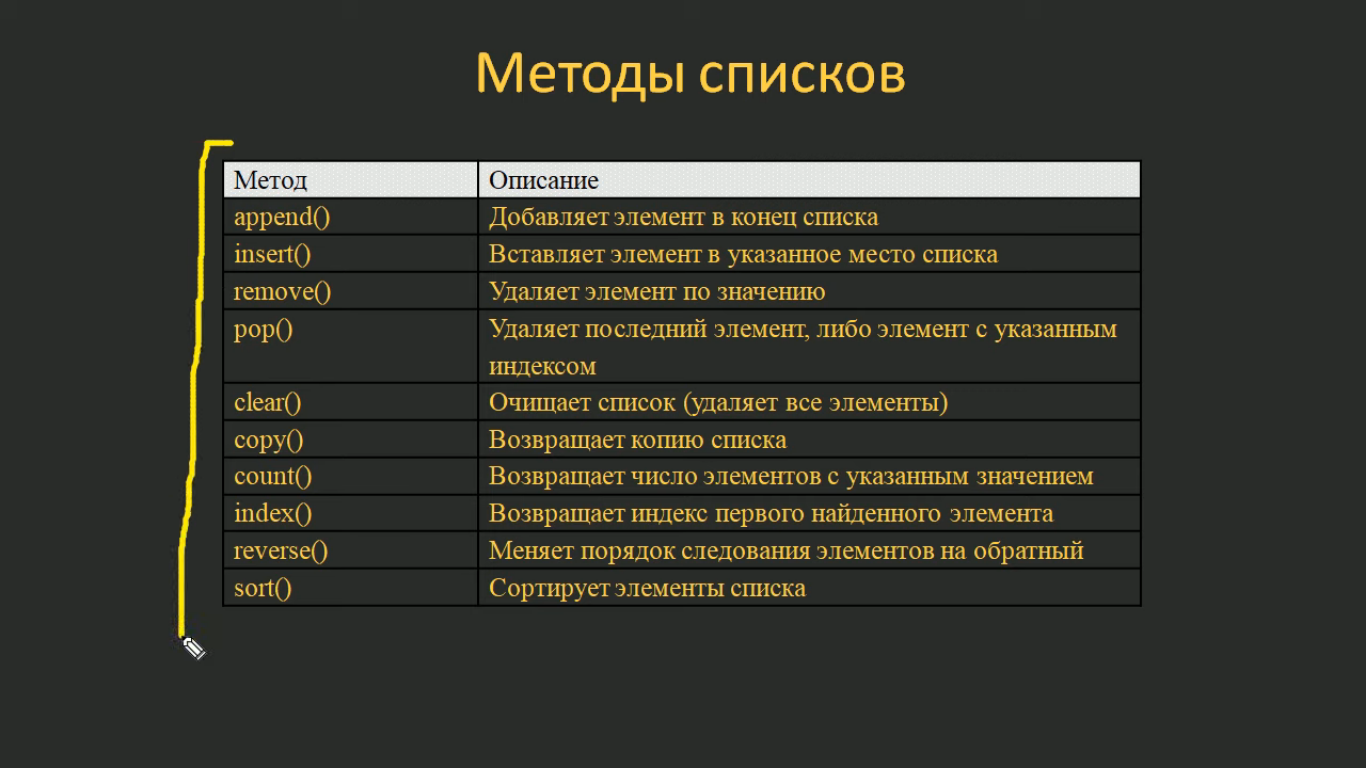 Методы списков
Метод Описание
append() Добавляет элемент в конец списка
insert() Вставляет элемент в указанное место списка
remove() Удаляет элемент по значению
pop() Удаляет последний элемент, либо элемент с указанным
индексом
clear() Очищает список (удаляет все элементы)
copy() Возвращает копию списка
count() Возвращает число элементов с указанным значением
index() Возвращает индекс первого найденного элемента
reverse() Меняет порядок следования элементов на обратный
sort() Сортирует элементы списка